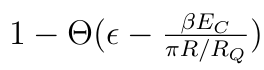 $1 - \Theta(\epsilon - \frac{\beta E_C}{\pi R / R_Q})$